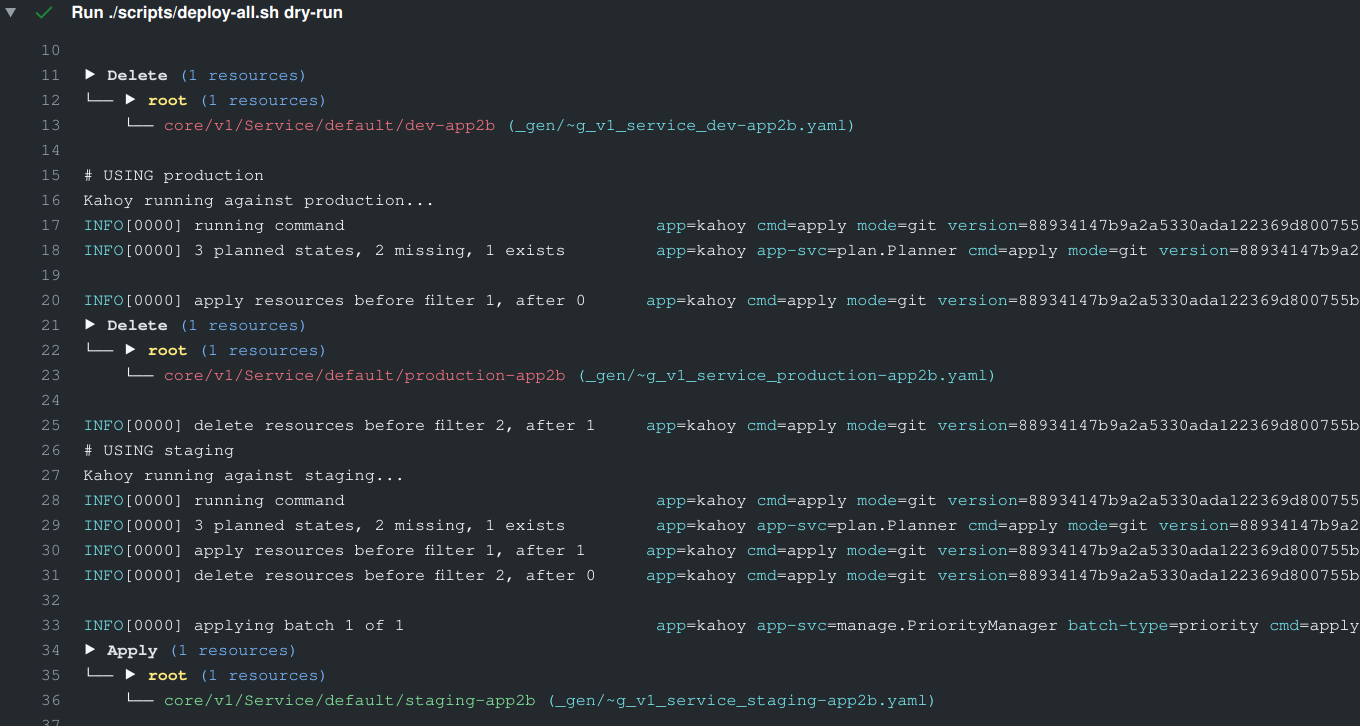 Run ./scripts/deploy-all.sh dry-run
10
11 ▶ Delete (1 resources)
12 └── ▶ root (1 resources)
13 └── core/v1/Service/default/dev-app2b (_gen/~g_v1_service_dev-app2b.yaml)
14
15 # USING production
16 Kahoy running against production...
17 INFO[0000] running command app=kahoy cmd=apply mode=git version=88934147b9a2a5330ada122369d800755
18 INFO[0000] 3 planned states, 2 missing, 1 exists app=kahoy app-svc=plan.Planner cmd=apply mode=git version=88934147b9a2
19
20 INFO[0000] apply resources before filter 1, after 0 app=kahoy cmd=apply mode=git version=88934147b9a2a5330ada122369d800755b
21 ▶ Delete (1 resources)
22 └── ▶ root (1 resources)
23 └── core/v1/Service/default/production-app2b (_gen/~g_v1_service_production-app2b.yaml)
24
25 INFO[0000] delete resources before filter 2, after 1 app=kahoy cmd=apply mode=git version=88934147b9a2a5330ada122369d800755b
26 # USING staging
27 Kahoy running against staging...
28 INFO[0000] running command app=kahoy cmd=apply mode=git version=88934147b9a2a5330ada122369d800755
29 INFO[0000] 3 planned states, 2 missing, 1 exists app=kahoy app-svc=plan.Planner cmd=apply mode=git version=88934147b9a2
30 INFO[0000] apply resources before filter 1, after 1 app=kahoy cmd=apply mode=git version=88934147b9a2a5330ada122369d800755b
31 INFO[0000] delete resources before filter 2, after 0 app=kahoy cmd=apply mode=git version=88934147b9a2a5330ada122369d800755b
32
33 INFO[0000] applying batch 1 of 1 app=kahoy app-svc=manage.PriorityManager batch-type=priority cmd=apply
34 ▶ Apply (1 resources)
35 └── ▶ root (1 resources)
36 └── core/v1/Service/default/staging-app2b (_gen/~g_v1_service_staging-app2b.yaml)
37